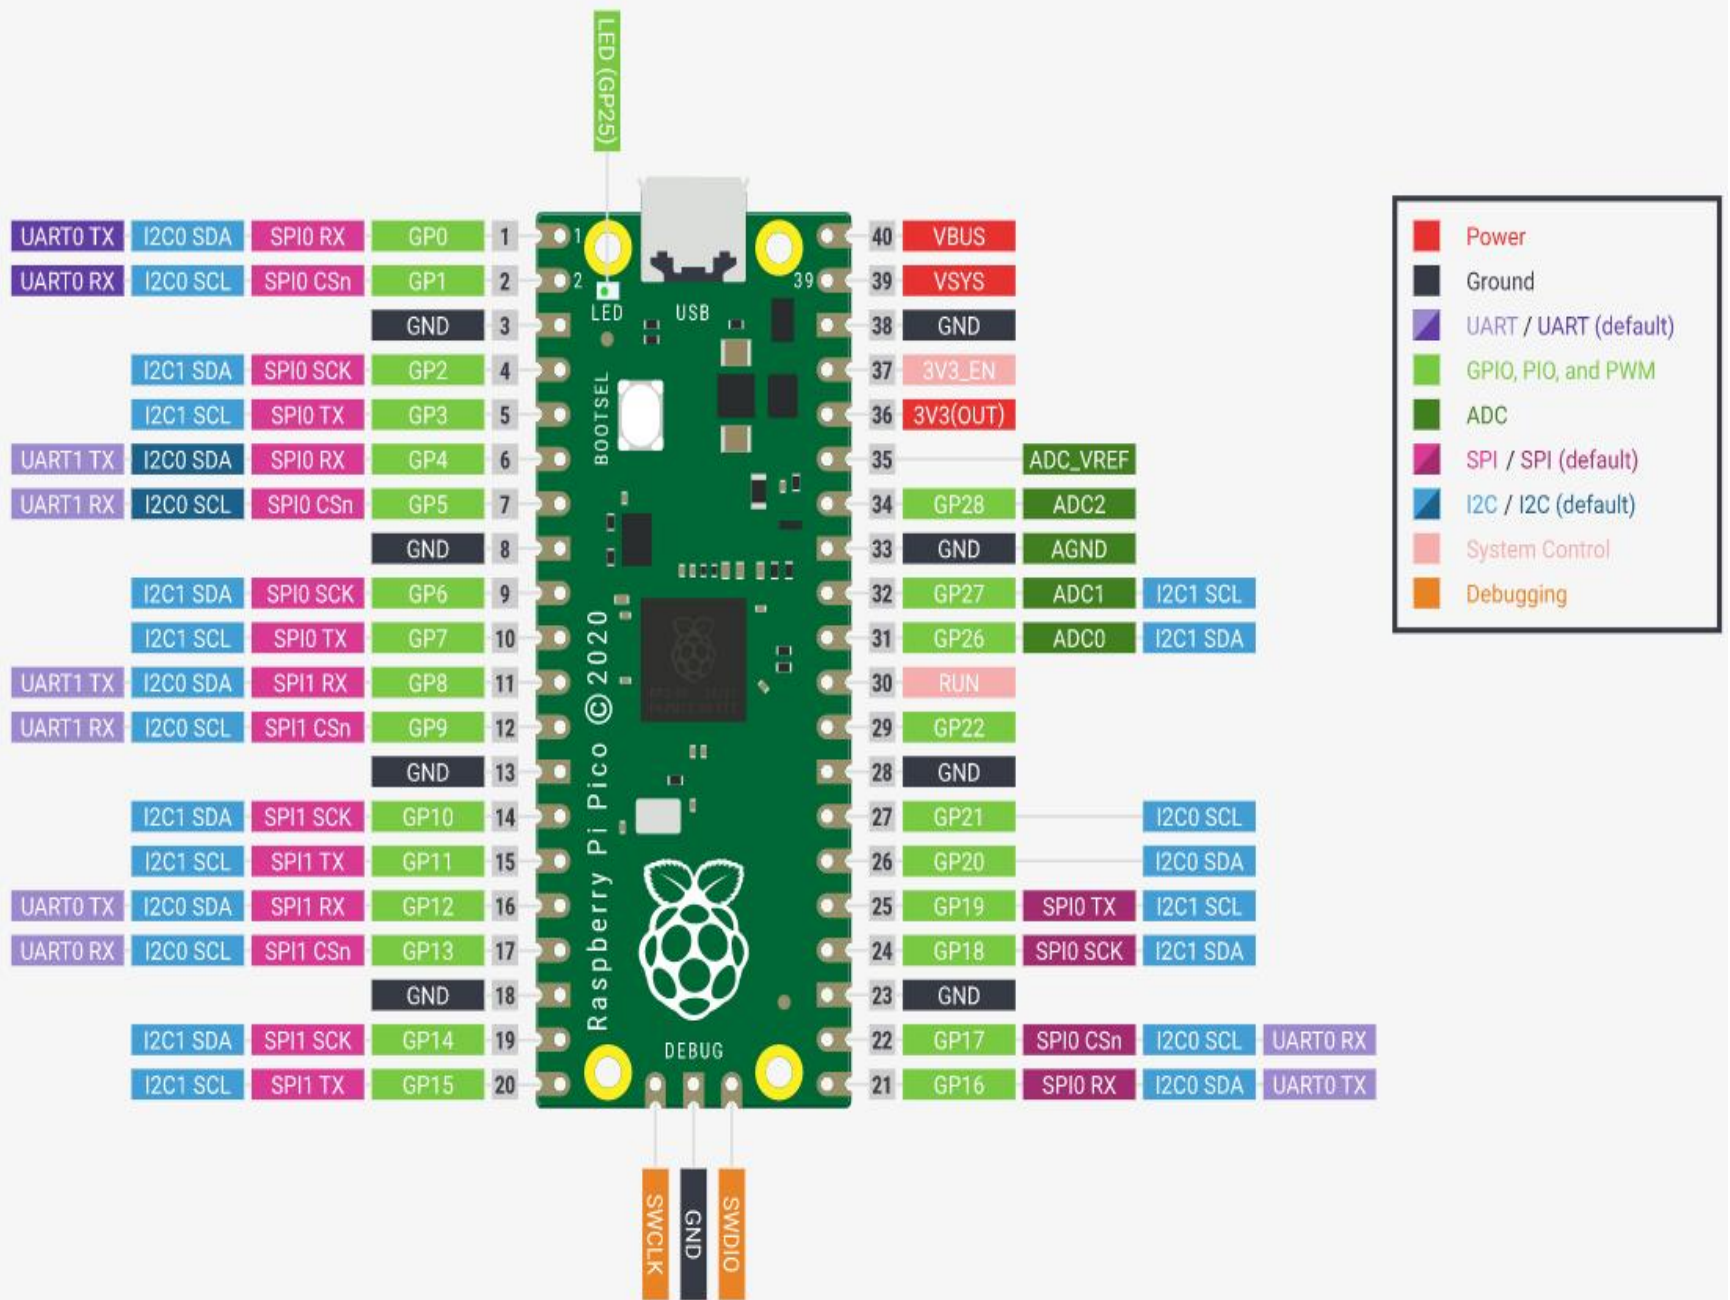 LED (GP25)
UART0 TX I2C0 SDA SPI0 RX GP0 1 1 40 VBUS
UART0 RX I2C0 SCL SPI0 CSn GP1 2 2 39 39 VSYS
GND 3 LED USB 38 GND
I2C1 SDA SPI0 SCK GP2 4 37 3V3_EN
I2C1 SCL SPI0 TX GP3 5 BOOTSEL 36 3V3(OUT)
UART1 TX I2C0 SDA SPI0 RX GP4 6 35 ADC_VREF
UART1 RX I2C0 SCL SPI0 CSn GP5 7 34 GP28 ADC2
GND 8 33 GND AGND
I2C1 SDA SPI0 SCK GP6 9 32 GP27 ADC1 I2C1 SCL
I2C1 SCL SPI0 TX GP7 10 31 GP26 ADC0 I2C1 SDA
UART1 TX I2C0 SDA SPI1 RX GP8 11 30 RUN
UART1 RX I2C0 SCL SPI1 CSn GP9 12 29 GP22
GND 13 28 GND
I2C1 SDA SPI1 SCK GP10 14 27 GP21 I2C0 SCL
I2C1 SCL SPI1 TX GP11 15 26 GP20 I2C0 SDA
UART0 TX I2C0 SDA SPI1 RX GP12 16 25 GP19 SPI0 TX I2C1 SCL
UART0 RX I2C0 SCL SPI1 CSn GP13 17 24 GP18 SPI0 SCK I2C1 SDA
GND 18 23 GND
I2C1 SDA SPI1 SCK GP14 19 22 GP17 SPI0 CSn I2C0 SCL UART0 RX
I2C1 SCL SPI1 TX GP15 20 21 GP16 SPI0 RX I2C0 SDA UART0 TX
Raspberry Pi Pico ©2020
DEBUG
SWCLK
GND
SWDIO
Power
Ground
UART / UART (default)
GPIO, PIO, and PWM
ADC
SPI / SPI (default)
I2C / I2C (default)
System Control
Debugging